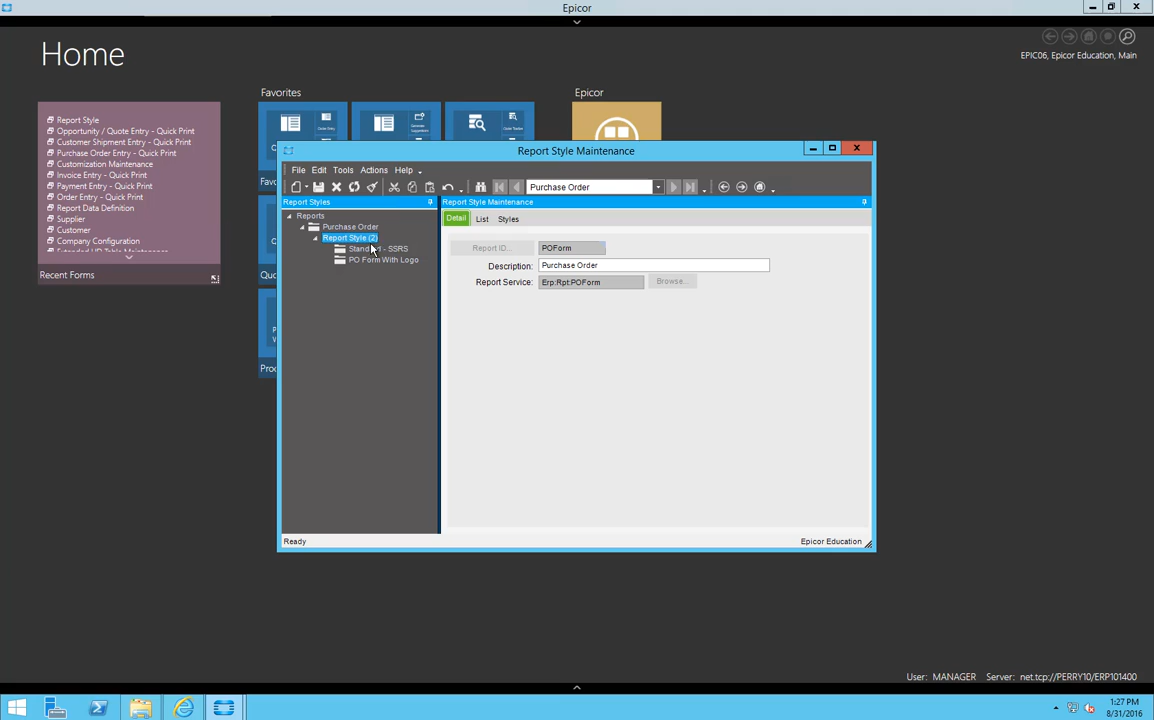 Epicor
Home
EPIC06, Epicor Education, Main
Favorites
Epicor
Report Style
Opportunity / Quote Entry - Quick Print
Customer Shipment Entry - Quick Print
Purchase Order Entry - Quick Print
Customization Maintenance
Invoice Entry - Quick Print
Payment Entry - Quick Print
Order Entry - Quick Print
Report Data Definition
Supplier
Customer
Company Configuration
Recent Forms
Report Style Maintenance
File Edit Tools Actions Help
Purchase Order
Report Styles
Report Style Maintenance
Reports
Purchase Order
Report Style (2)
PO Form With Logo
Detail List Styles
Report ID... POForm
Description: Purchase Order
Report Service: Erp:Rpt:POForm Browse...
Ready
Epicor Education
User: MANAGER Server: net.tcp://PERRY10/ERP101400
1:27 PM
8/31/2016